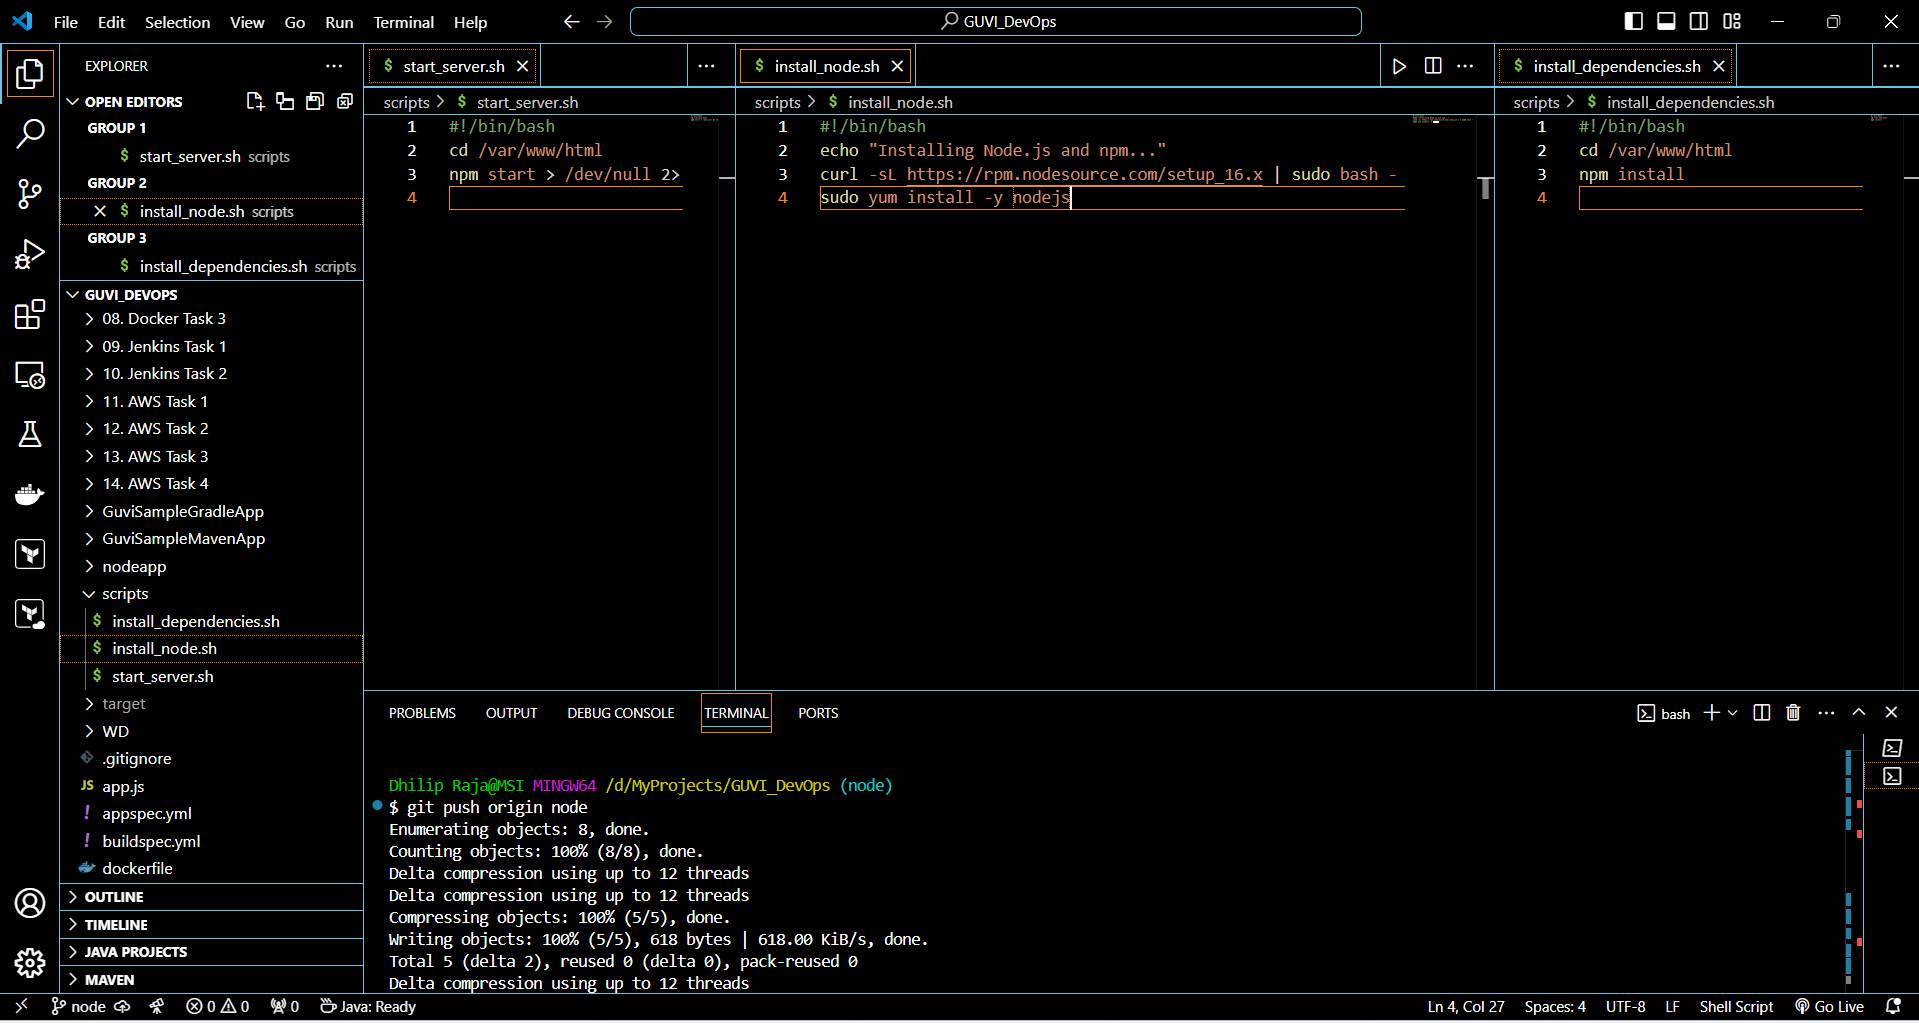 File Edit Selection View Go Run Terminal Help
GUVI_DevOps
EXPLORER
OPEN EDITORS
GROUP 1
$ start_server.sh scripts
GROUP 2
$ install_node.sh scripts
GROUP 3
$ install_dependencies.sh scripts
GUVI_DEVOPS
08. Docker Task 3
09. Jenkins Task 1
10. Jenkins Task 2
11. AWS Task 1
12. AWS Task 2
13. AWS Task 3
14. AWS Task 4
GuviSampleGradleApp
GuviSampleMavenApp
nodeapp
scripts
$ install_dependencies.sh
$ install_node.sh
$ start_server.sh
target
WD
.gitignore
JS app.js
! appspec.yml
! buildspec.yml
dockerfile
OUTLINE
TIMELINE
JAVA PROJECTS
MAVEN
$ start_server.sh
scripts > $ start_server.sh
1 #!/bin/bash
2 cd /var/www/html
3 npm start > /dev/null 2>
4
$ install_node.sh
scripts > $ install_node.sh
1 #!/bin/bash
2 echo "Installing Node.js and npm..."
3 curl -sL https://rpm.nodesource.com/setup_16.x | sudo bash -
4 sudo yum install -y nodejs
$ install_dependencies.sh
scripts > $ install_dependencies.sh
1 #!/bin/bash
2 cd /var/www/html
3 npm install
4
PROBLEMS OUTPUT DEBUG CONSOLE TERMINAL PORTS
bash
Dhilip Raja@MSI MINGW64 /d/MyProjects/GUVI_DevOps (node)
$ git push origin node
Enumerating objects: 8, done.
Counting objects: 100% (8/8), done.
Delta compression using up to 12 threads
Delta compression using up to 12 threads
Compressing objects: 100% (5/5), done.
Writing objects: 100% (5/5), 618 bytes | 618.00 KiB/s, done.
Total 5 (delta 2), reused 0 (delta 0), pack-reused 0
Delta compression using up to 12 threads
node 0 0 0 Java: Ready
Ln 4, Col 27 Spaces: 4 UTF-8 LF Shell Script Go Live